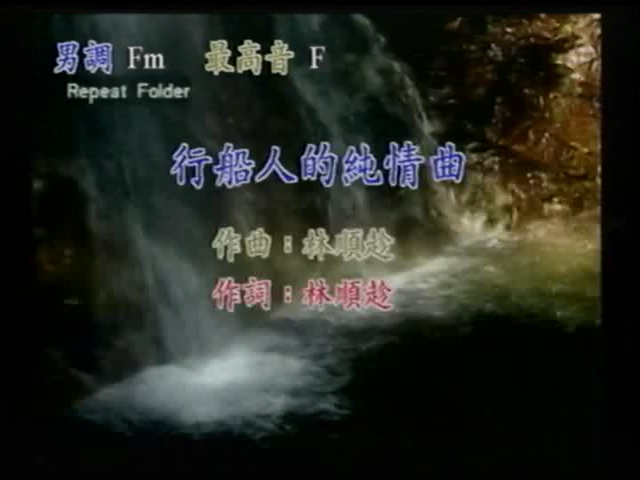 男調 Fm 最高音 F
Repeat Folder
行船人的純情曲
作曲：林順趁
作詞：林順趁